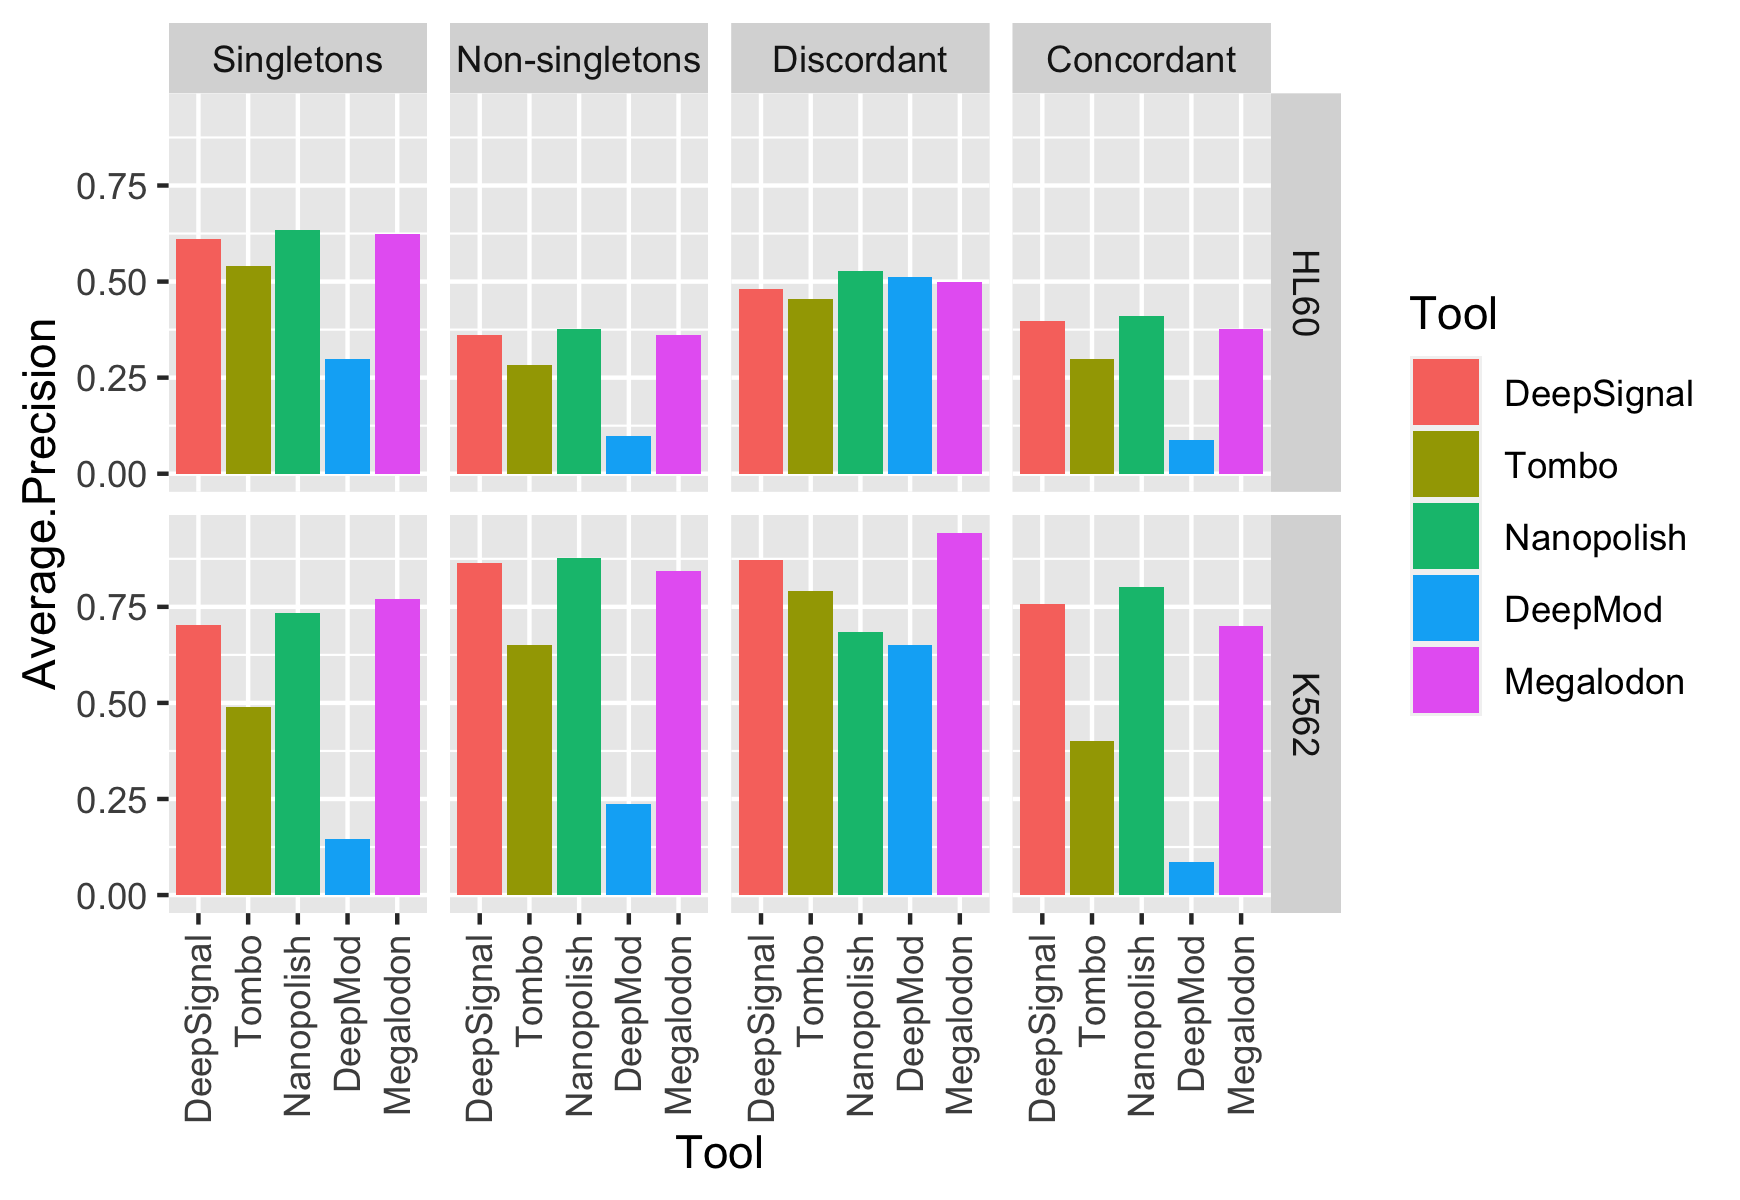 Singletons Non-singletons Discordant Concordant
0.75
0.50
0.25
0.00
HL60
0.75
0.50
0.25
0.00
K562
Average.Precision
DeepSignal Tombo Nanopolish DeepMod Megalodon DeepSignal Tombo Nanopolish DeepMod Megalodon DeepSignal Tombo Nanopolish DeepMod Megalodon DeepSignal Tombo Nanopolish DeepMod Megalodon
Tool
Tool
DeepSignal
Tombo
Nanopolish
DeepMod
Megalodon